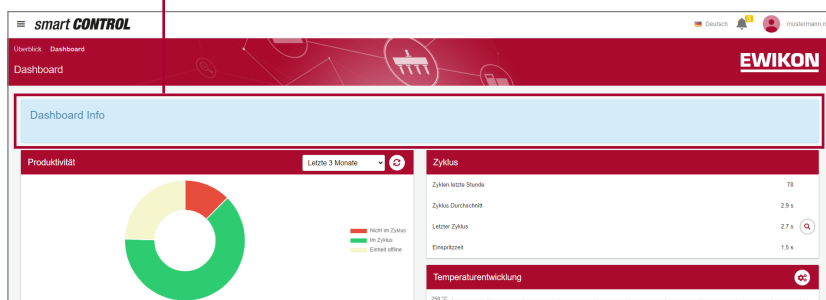 smart CONTROL
Deutsch
3
mustermann.m
Überblick Dashboard
Dashboard
EWIKON
Dashboard Info
Produktivität
Letzte 3 Monate
Nicht im Zyklus
Im Zyklus
Einheit offline
Zyklus
Zyklen letzte Stunde 78
Zyklus Durchschnitt 2.9 s
Letzter Zyklus 2.7 s
Einspritzzeit 1.5 s
Temperaturentwicklung
250 °C